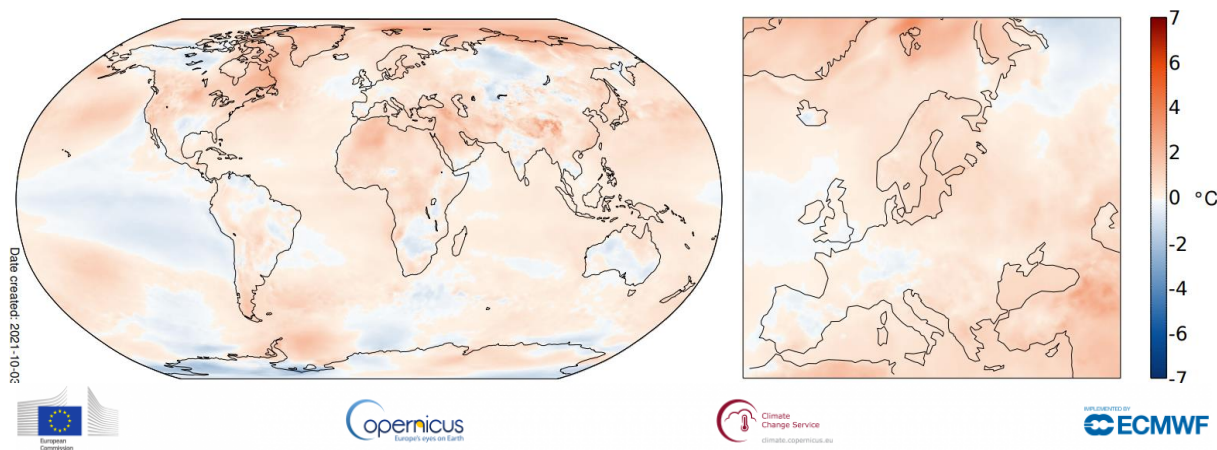 7
6
4
2
0
-2
-4
-6
-7
°C
Date created: 2021-10-03
European
Commission
opernicus
Europe's eyes on Earth
Climate
Change Service
climate.copernicus.eu
IMPLEMENTED BY
ECMWF